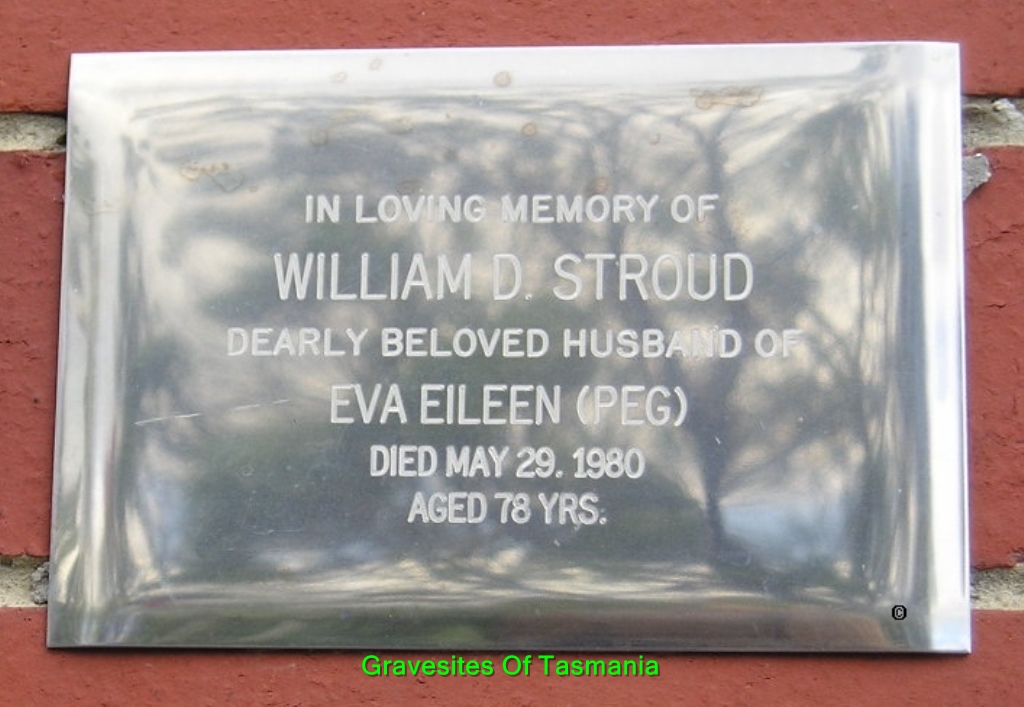 IN LOVING MEMORY OF
WILLIAM D. STROUD
DEARLY BELOVED HUSBAND OF
EVA EILEEN (PEG)
DIED MAY 29. 1980
AGED 78 YRS.
©
Gravesites Of Tasmania